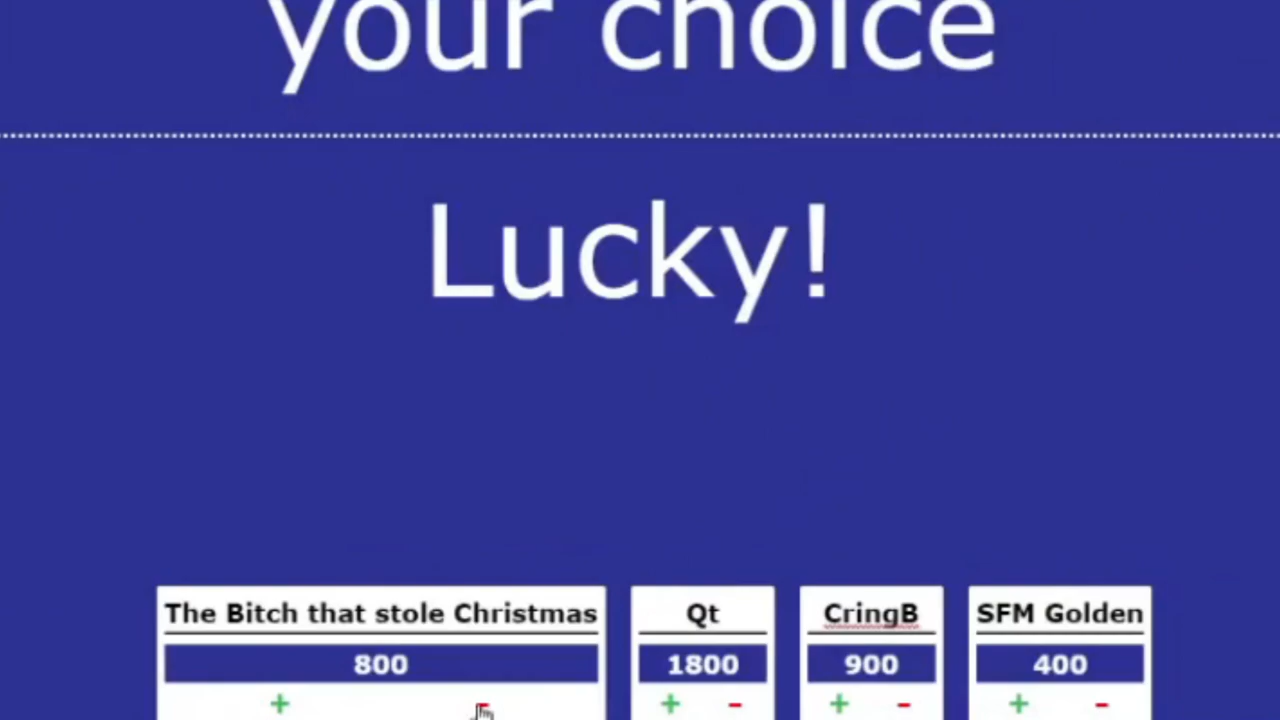 your choice
Lucky!
The Bitch that stole Christmas
800
+ -
Qt
1800
+ -
CringB
900
+ -
SFM Golden
400
+ -